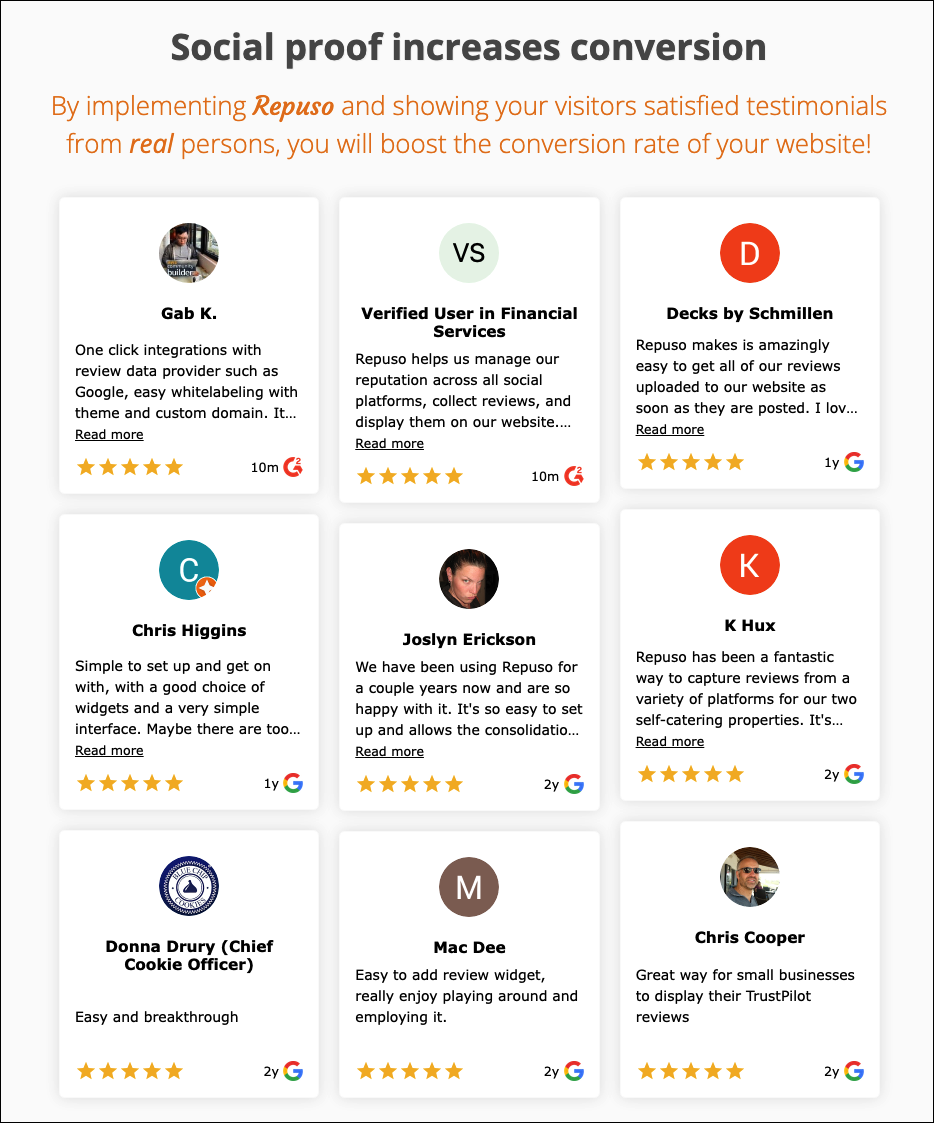 Social proof increases conversion
By implementing Repuso and showing your visitors satisfied testimonials
from real persons, you will boost the conversion rate of your website!
community
builder
Gab K.
One click integrations with
review data provider such as
Google, easy whitelabeling with
theme and custom domain. It...
Read more
10m
VS
Verified User in Financial
Services
Repuso helps us manage our
reputation across all social
platforms, collect reviews, and
display them on our website....
Read more
10m
D
Decks by Schmillen
Repuso makes is amazingly
easy to get all of our reviews
uploaded to our website as
soon as they are posted. I lov...
Read more
1y
C
Chris Higgins
Simple to set up and get on
with, with a good choice of
widgets and a very simple
interface. Maybe there are too...
Read more
1y
Joslyn Erickson
We have been using Repuso for
a couple years now and are so
happy with it. It's so easy to set
up and allows the consolidatio...
Read more
2y
K
K Hux
Repuso has been a fantastic
way to capture reviews from a
variety of platforms for our two
self-catering properties. It's...
Read more
2y
BLUE CHIP
COOKIES
Donna Drury (Chief
Cookie Officer)
Easy and breakthrough
2y
M
Mac Dee
Easy to add review widget,
really enjoy playing around and
employing it.
2y
Chris Cooper
Great way for small businesses
to display their TrustPilot
reviews
2y